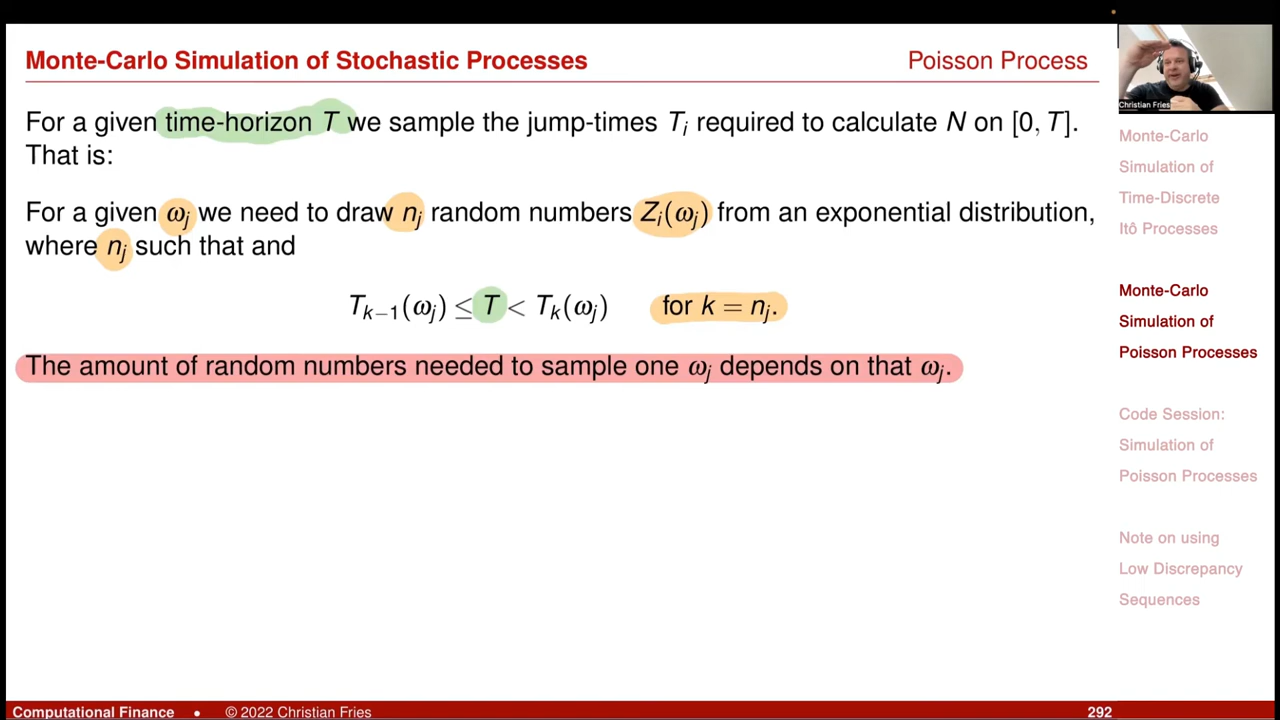 Monte-Carlo Simulation of Stochastic Processes
Poisson Process
For a given time-horizon T we sample the jump-times Tᵢ required to calculate N on [0, T].
That is:
For a given ωⱼ we need to draw nⱼ random numbers Zᵢ(ωⱼ) from an exponential distribution,
where nⱼ such that and
Tₖ₋₁(ωⱼ) ≤ T < Tₖ(ωⱼ) for k = nⱼ.
The amount of random numbers needed to sample one ωⱼ depends on that ωⱼ.
Christian Fries
Monte-Carlo
Simulation of
Time-Discrete
Itô Processes
Monte-Carlo
Simulation of
Poisson Processes
Code Session:
Simulation of
Poisson Processes
Note on using
Low Discrepancy
Sequences
Computational Finance • © 2022 Christian Fries
292